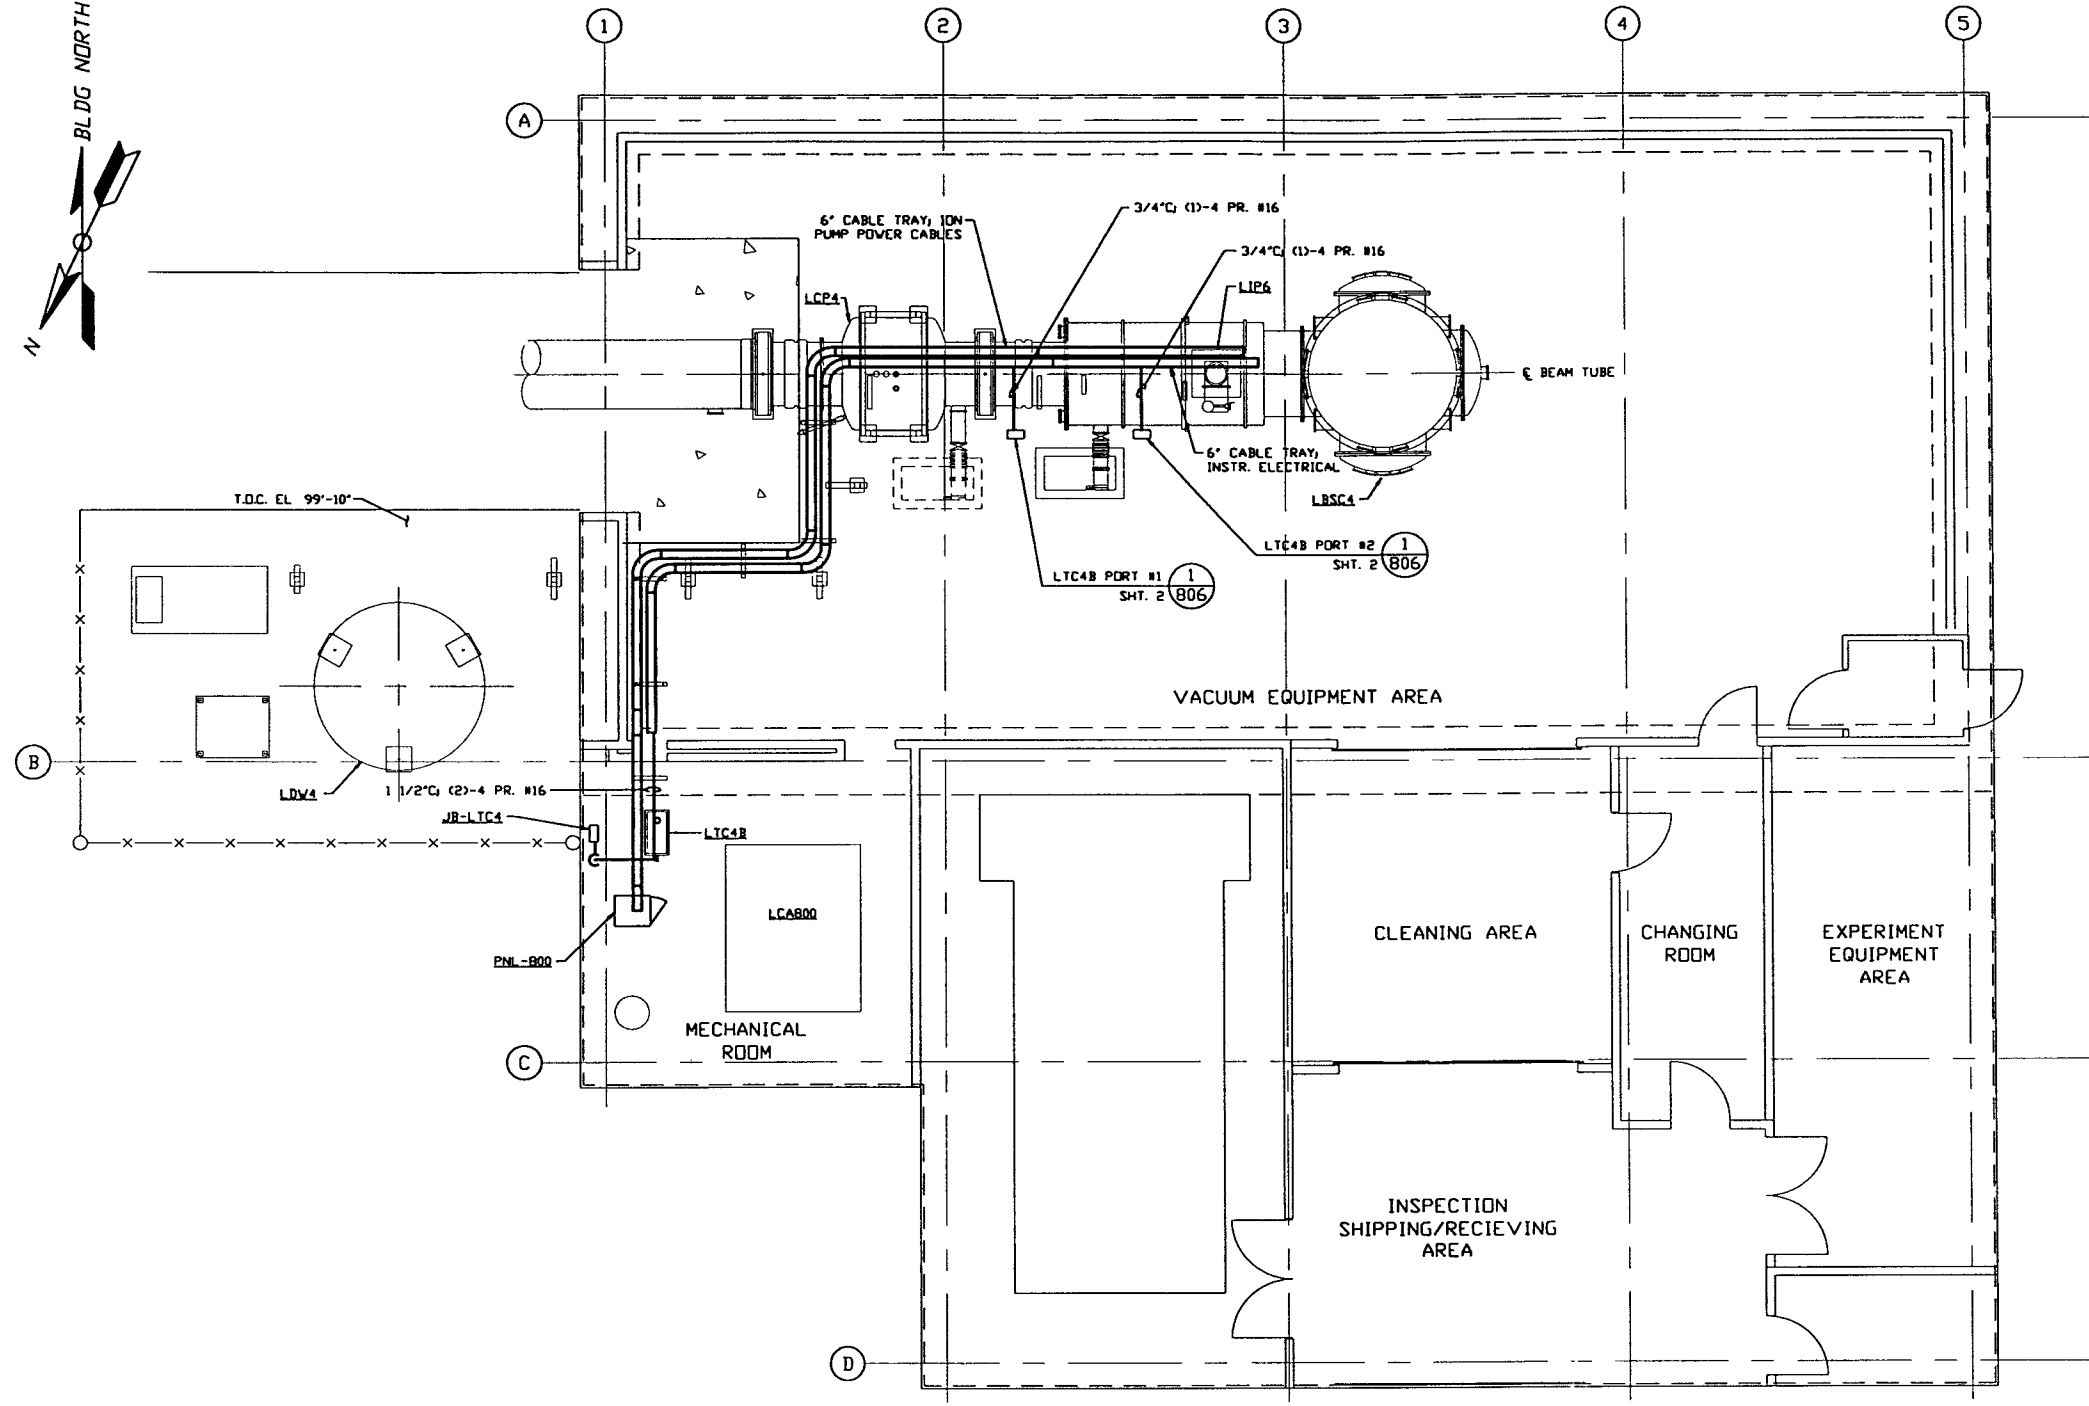 BLDG NORTH
N
1
2
3
4
5
A
B
C
D
3/4"C; (1)-4 PR. #16
6" CABLE TRAY; ION
PUMP POWER CABLES
3/4"C; (1)-4 PR. #16
LCP4
LIP6
℄ BEAM TUBE
6" CABLE TRAY;
INSTR. ELECTRICAL
LBSC4
T.O.C. EL 99'-10"
LTC4B PORT #2
SHT. 2
1
806
LTC4B PORT #1
SHT. 2
1
806
VACUUM EQUIPMENT AREA
LDW4
1 1/2"C; (2)-4 PR. #16
JB-LTC4
LTC4B
LCA800
PNL-800
MECHANICAL
ROOM
CLEANING AREA
CHANGING
ROOM
EXPERIMENT
EQUIPMENT
AREA
INSPECTION
SHIPPING/RECIEVING
AREA